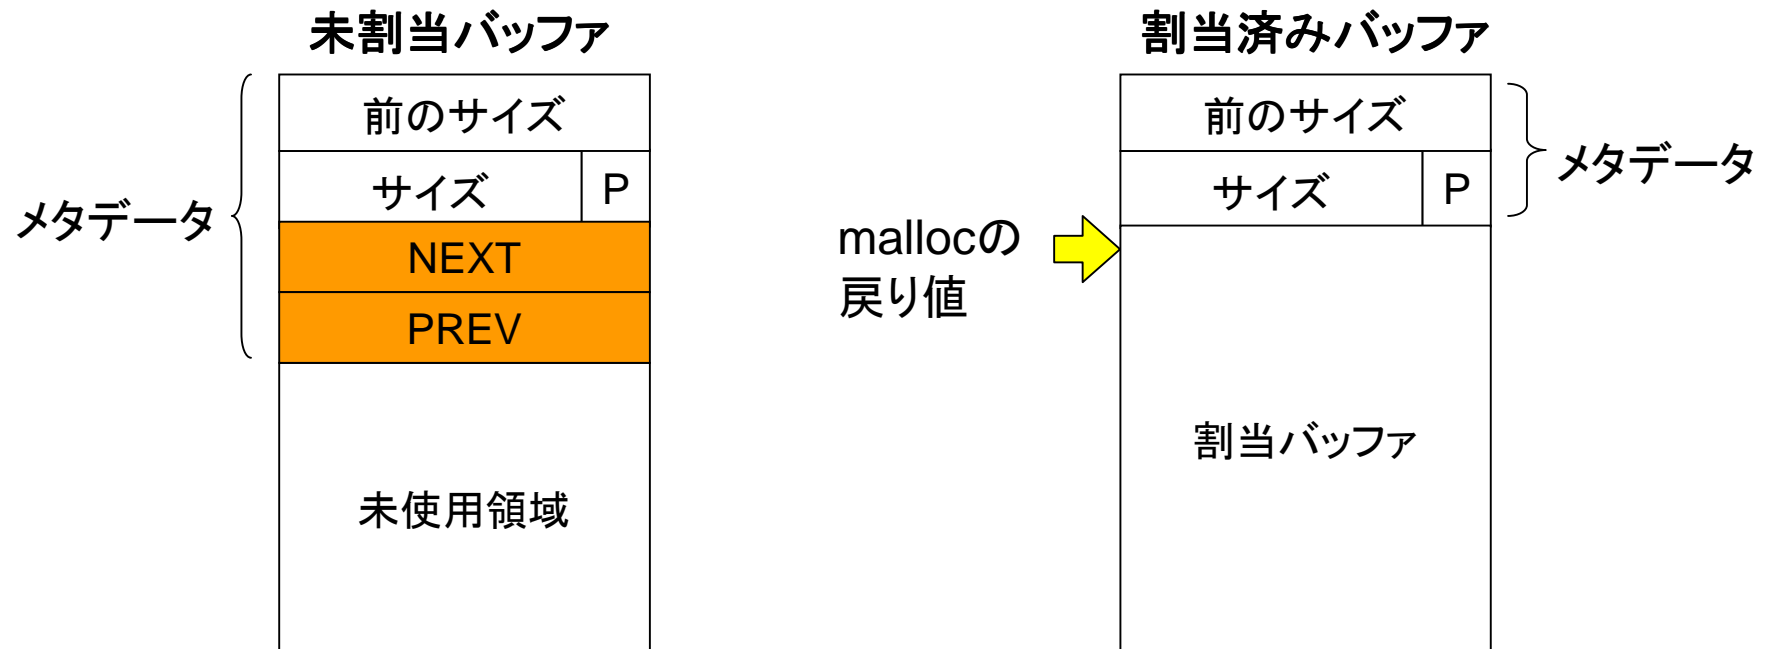 未割当バッファ
前のサイズ
サイズ
P
NEXT
PREV
未使用領域
メタデータ
割当済みバッファ
前のサイズ
サイズ
P
メタデータ
mallocの
戻り値
割当バッファ